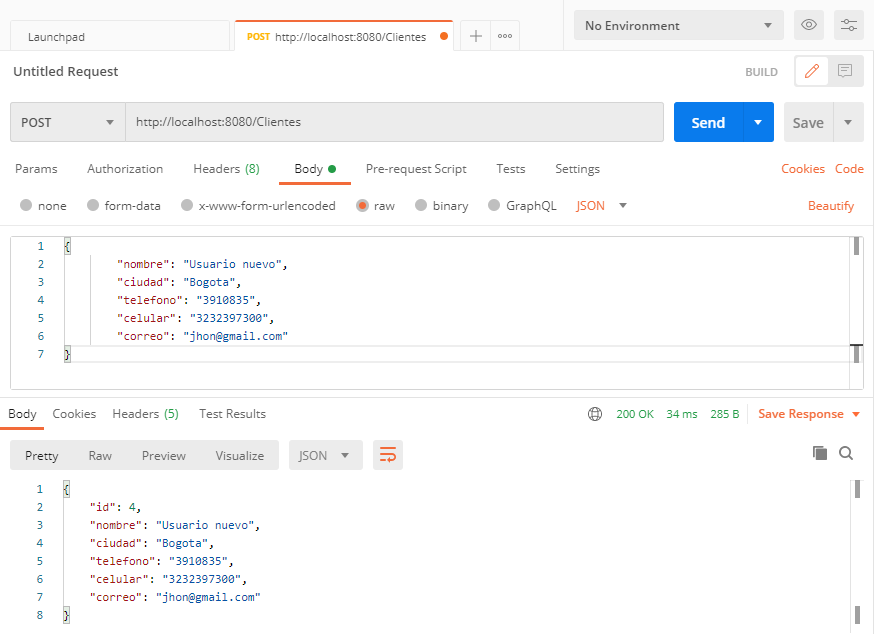 Launchpad
POST http://localhost:8080/Clientes
No Environment
Untitled Request
BUILD
POST
http://localhost:8080/Clientes
Send
Save
Params Authorization Headers (8) Body Pre-request Script Tests Settings Cookies Code
none form-data x-www-form-urlencoded raw binary GraphQL JSON Beautify
1 {
2 "nombre": "Usuario nuevo",
3 "ciudad": "Bogota",
4 "telefono": "3910835",
5 "celular": "3232397300",
6 "correo": "jhon@gmail.com"
7 }
Body Cookies Headers (5) Test Results 200 OK 34 ms 285 B Save Response
Pretty Raw Preview Visualize JSON
1 {
2 "id": 4,
3 "nombre": "Usuario nuevo",
4 "ciudad": "Bogota",
5 "telefono": "3910835",
6 "celular": "3232397300",
7 "correo": "jhon@gmail.com"
8 }